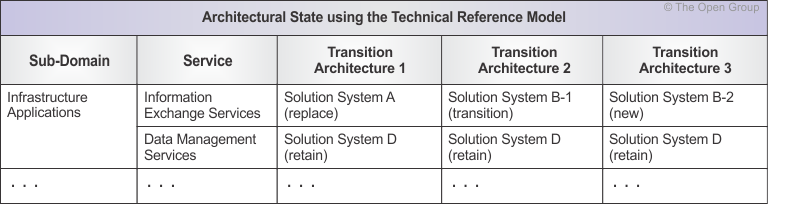 © The Open Group
Architectural State using the Technical Reference Model
Sub-Domain
Service
Transition
Architecture 1
Transition
Architecture 2
Transition
Architecture 3
Infrastructure
Applications
Information
Exchange Services
Solution System A
(replace)
Solution System B-1
(transition)
Solution System B-2
(new)
Data Management
Services
Solution System D
(retain)
Solution System D
(retain)
Solution System D
(retain)
. . .
. . .
. . .
. . .
. . .